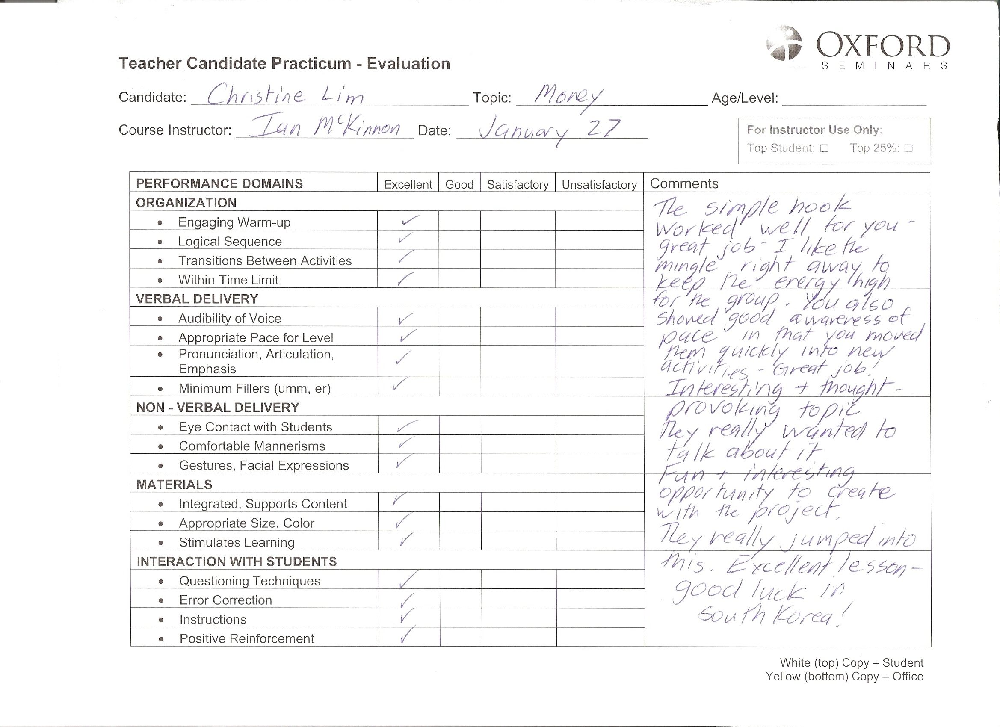 OXFORD
SEMINARS
Teacher Candidate Practicum - Evaluation
Candidate: Christine Lim Topic: Money Age/Level:
Course Instructor: Ian McKinnon Date: January 27
For Instructor Use Only:
Top Student: ☐ Top 25%: ☐
PERFORMANCE DOMAINS Excellent Good Satisfactory Unsatisfactory Comments
ORGANIZATION
• Engaging Warm-up ✓
• Logical Sequence ✓
• Transitions Between Activities ✓
• Within Time Limit ✓
VERBAL DELIVERY
• Audibility of Voice ✓
• Appropriate Pace for Level ✓
• Pronunciation, Articulation,
Emphasis ✓
• Minimum Fillers (umm, er) ✓
NON - VERBAL DELIVERY
• Eye Contact with Students ✓
• Comfortable Mannerisms ✓
• Gestures, Facial Expressions ✓
MATERIALS
• Integrated, Supports Content ✓
• Appropriate Size, Color ✓
• Stimulates Learning ✓
INTERACTION WITH STUDENTS
• Questioning Techniques ✓
• Error Correction ✓
• Instructions ✓
• Positive Reinforcement ✓
The simple hook
worked well for you -
great job - I like the
mingle right away to
keep the energy high
for the group. You also
showed good awareness of
pace in that you moved
them quickly into new
activities - Great job!
Interesting + thought-
provoking topic
They really wanted to
talk about it
Fun + interesting
opportunity to create
with the project.
They really jumped into
this. Excellent lesson -
good luck in
South Korea!
White (top) Copy – Student
Yellow (bottom) Copy – Office